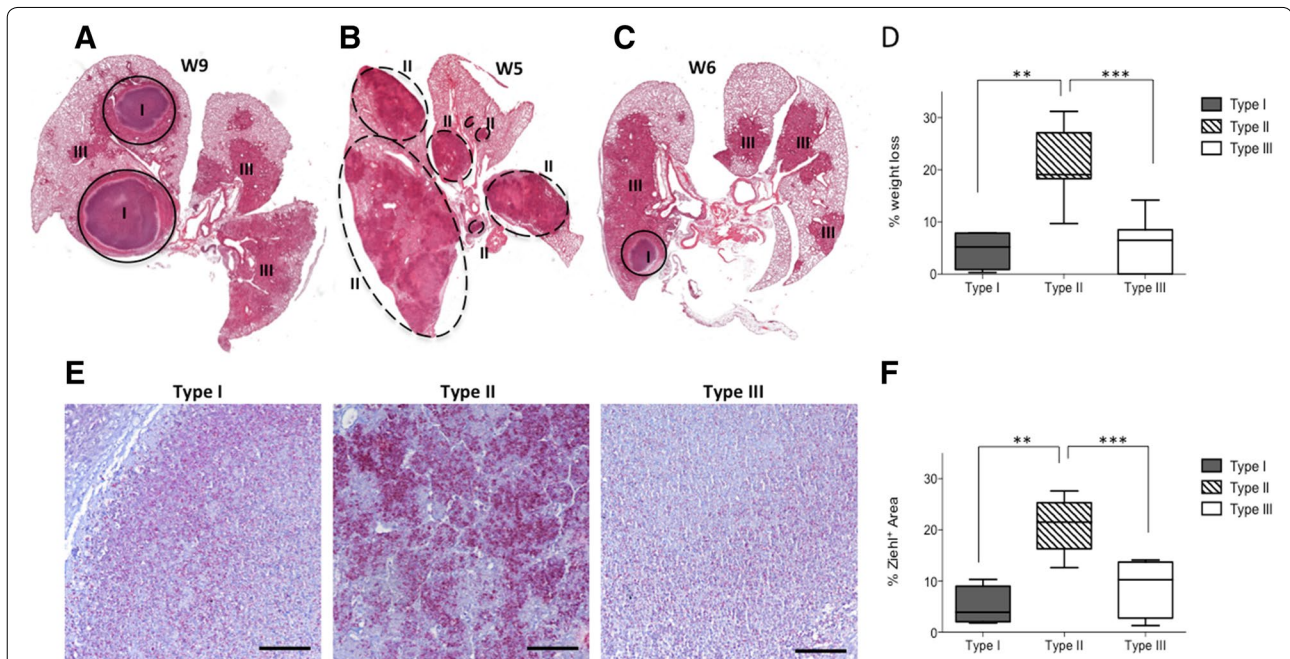 A
W9
I
III
III
I
III
B
II
W5
II
II
II
II
II
C
W6
III
III
III
III
I
D
% weight loss
30
20
10
0
**
***
Type I
Type II
Type III
Type I
Type II
Type III
E
Type I
Type II
Type III
F
% Ziehl⁺ Area
30
20
10
0
**
***
Type I
Type II
Type III
Type I
Type II
Type III